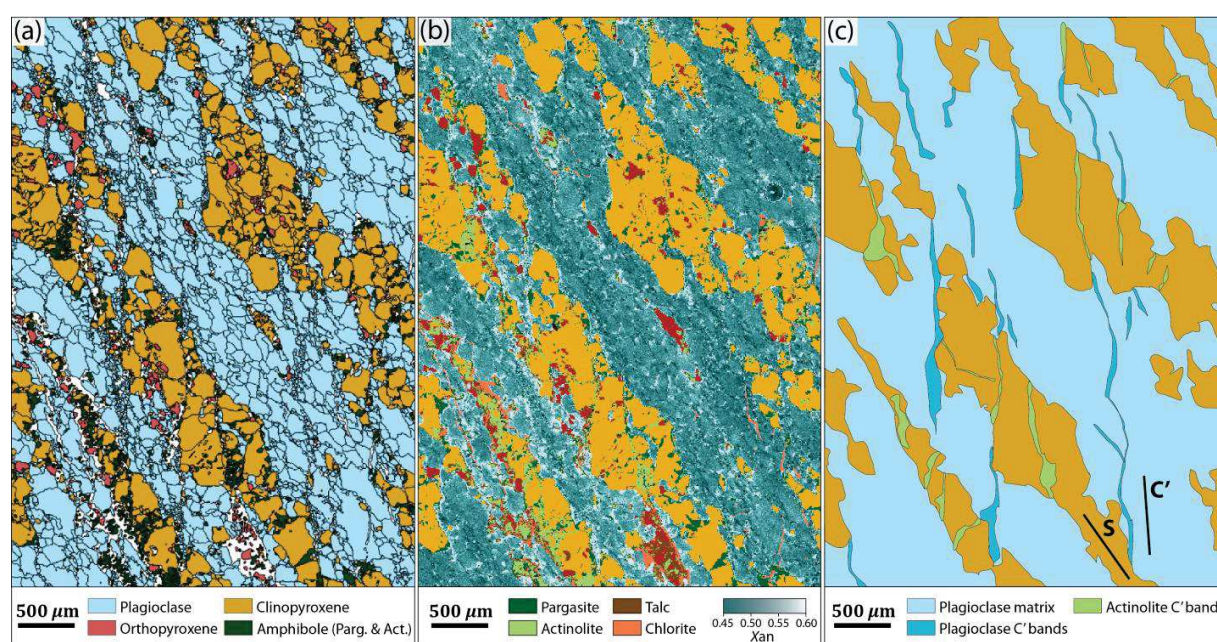 (a)
(b)
(c)
C'
S
500 μm
Plagioclase
Clinopyroxene
Orthopyroxene
Amphibole (Parg. & Act.)
500 μm
Pargasite
Talc
Actinolite
Chlorite
0.45 0.50 0.55 0.60
Xan
500 μm
Plagioclase matrix
Actinolite C' band
Plagioclase C' bands